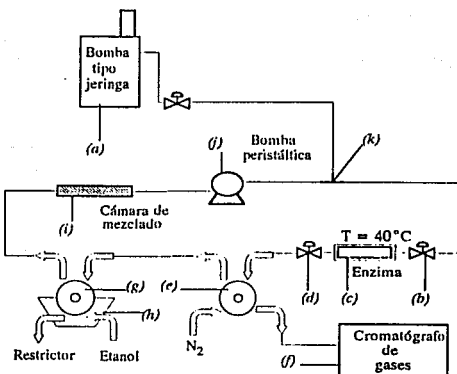 Bomba
tipo
jeringa
(a)
(j)
Bomba
peristáltica
(k)
(i)
Cámara de
mezclado
T = 40°C
Enzima
(g)
(e)
(d)
(c)
(b)
(h)
N2
(f)
Restrictor
Etanol
Cromatógrafo
de
gases